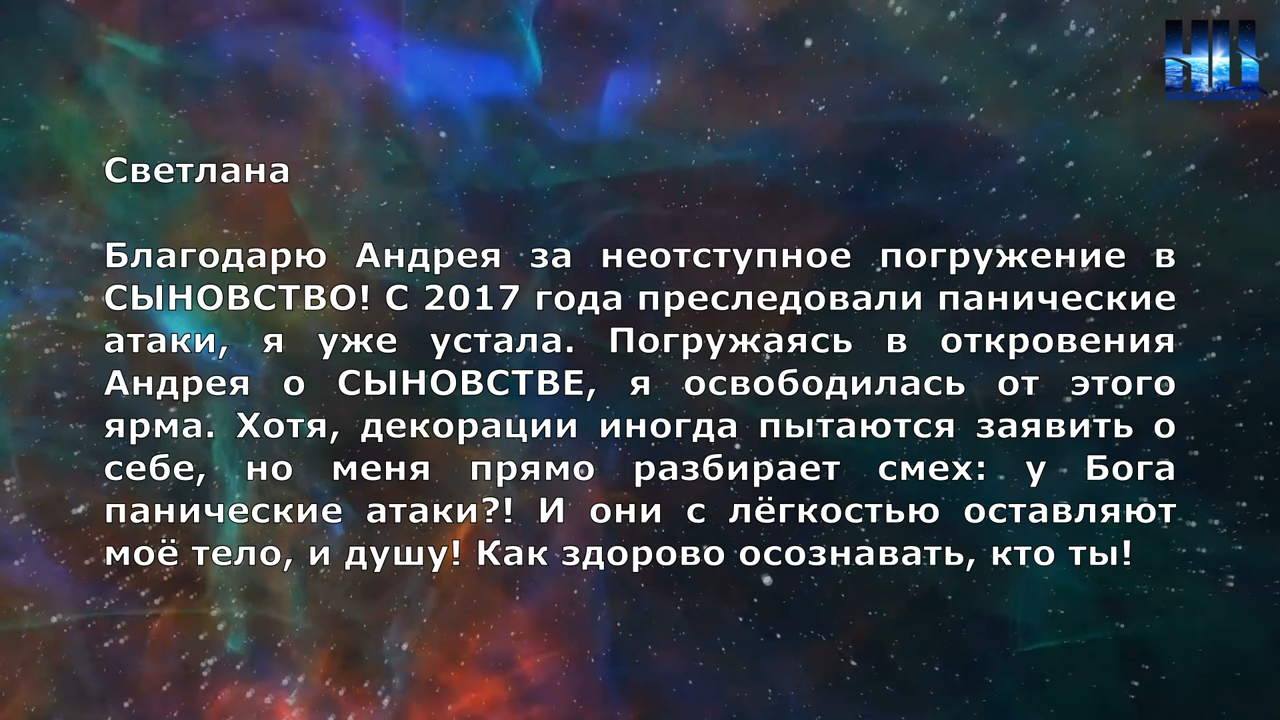 НЦ
Светлана
Благодарю Андрея за неотступное погружение в
СЫНОВСТВО! С 2017 года преследовали панические
атаки, я уже устала. Погружаясь в откровения
Андрея о СЫНОВСТВЕ, я освободилась от этого
ярма. Хотя, декорации иногда пытаются заявить о
себе, но меня прямо разбирает смех: у Бога
панические атаки?! И они с лёгкостью оставляют
моё тело, и душу! Как здорово осознавать, кто ты!